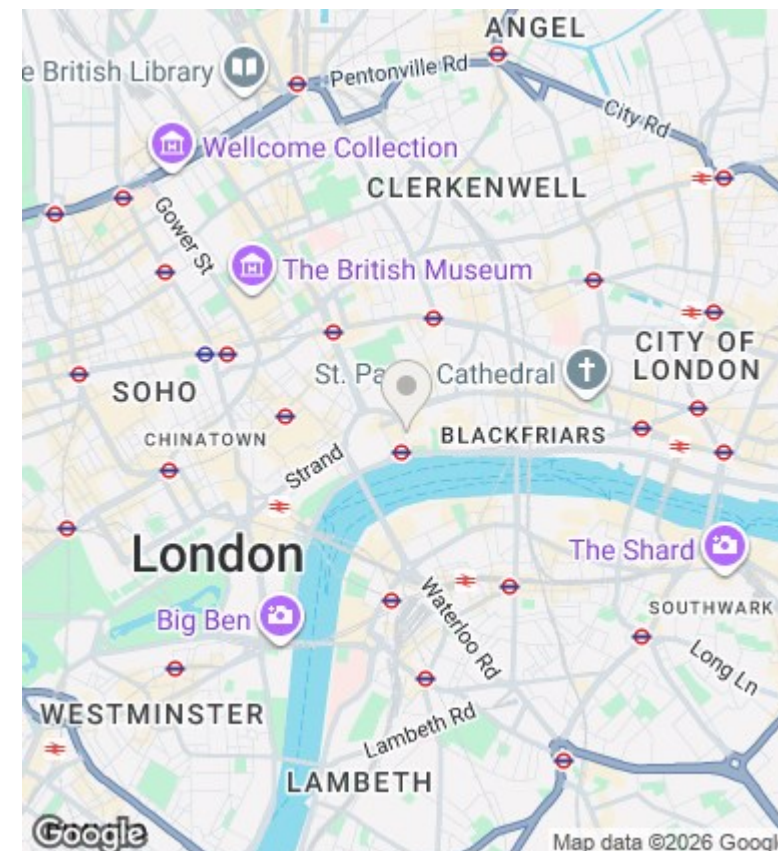 ANGEL
e British Library
Pentonville Rd
City Rd
Wellcome Collection
CLERKENWELL
Gower St
The British Museum
CITY OF
LONDON
St. Pa Cathedral
SOHO
CHINATOWN
BLACKFRIARS
Strand
London
The Shard
Big Ben
Waterloo Rd
SOUTHWARK
Long Ln
WESTMINSTER
Lambeth Rd
LAMBETH
Google
Map data ©2026 Googl